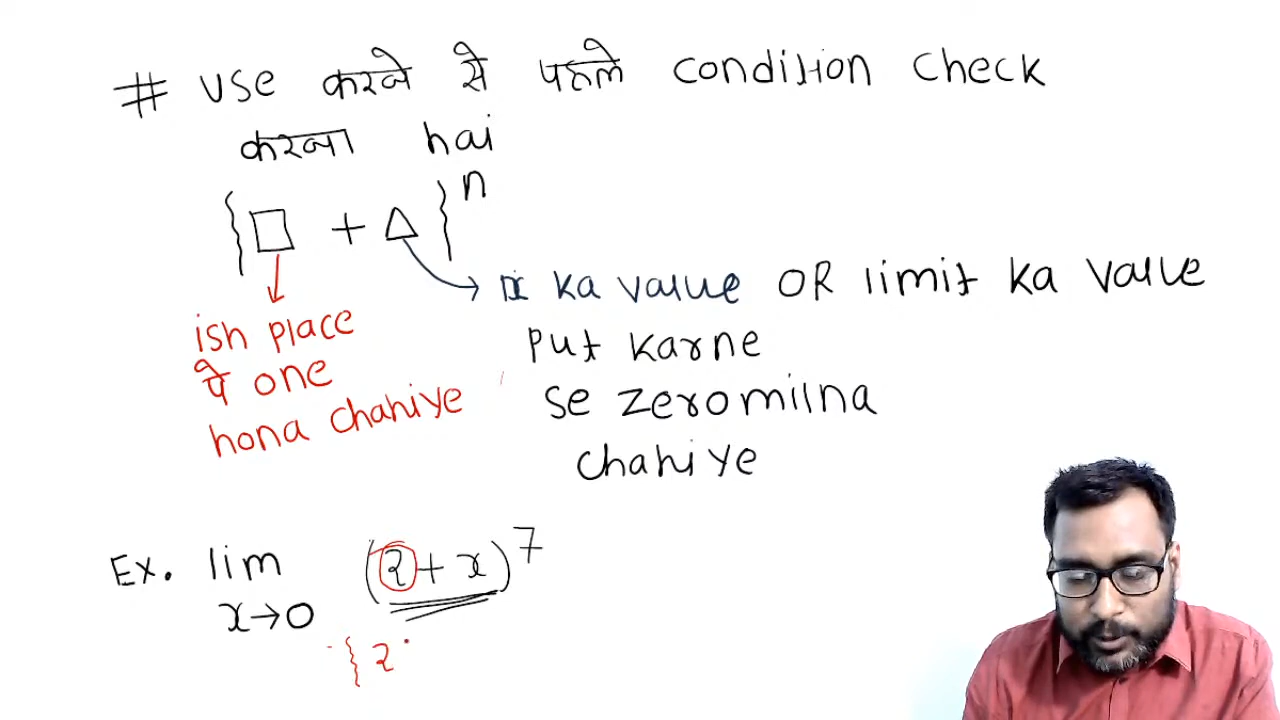 # Use करने से पहले condition check
करना hai
{□ + △}ⁿ
x ka value OR limit ka value
put karne
se zero milna
chahiye
ish place
पे one
hona chahiye
Ex. lim (2 + x)⁷
x→0
{ 2